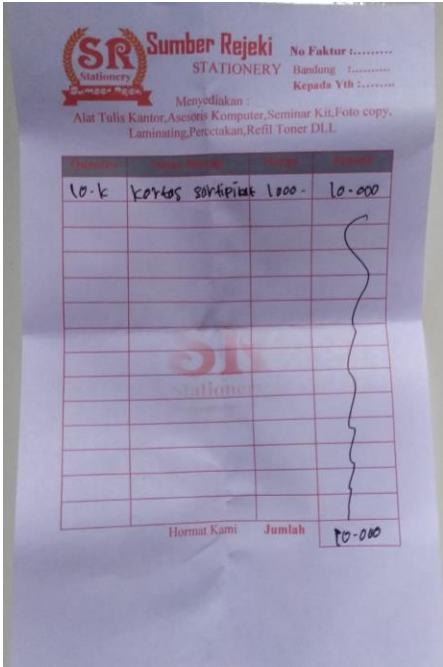 SR
Stationery
Sumber Rejeki
Sumber Rejeki
STATIONERY
No Faktur :.........
Bandung :..........
Kepada Yth :........
Menyediakan :
Alat Tulis Kantor,Asesoris Komputer,Seminar Kit,Foto copy,
Laminating,Percetakan,Refil Toner DLL
10-k kertas sertipikat 1000- 10-000
SR
Stationery
Hormat Kami Jumlah 10-000